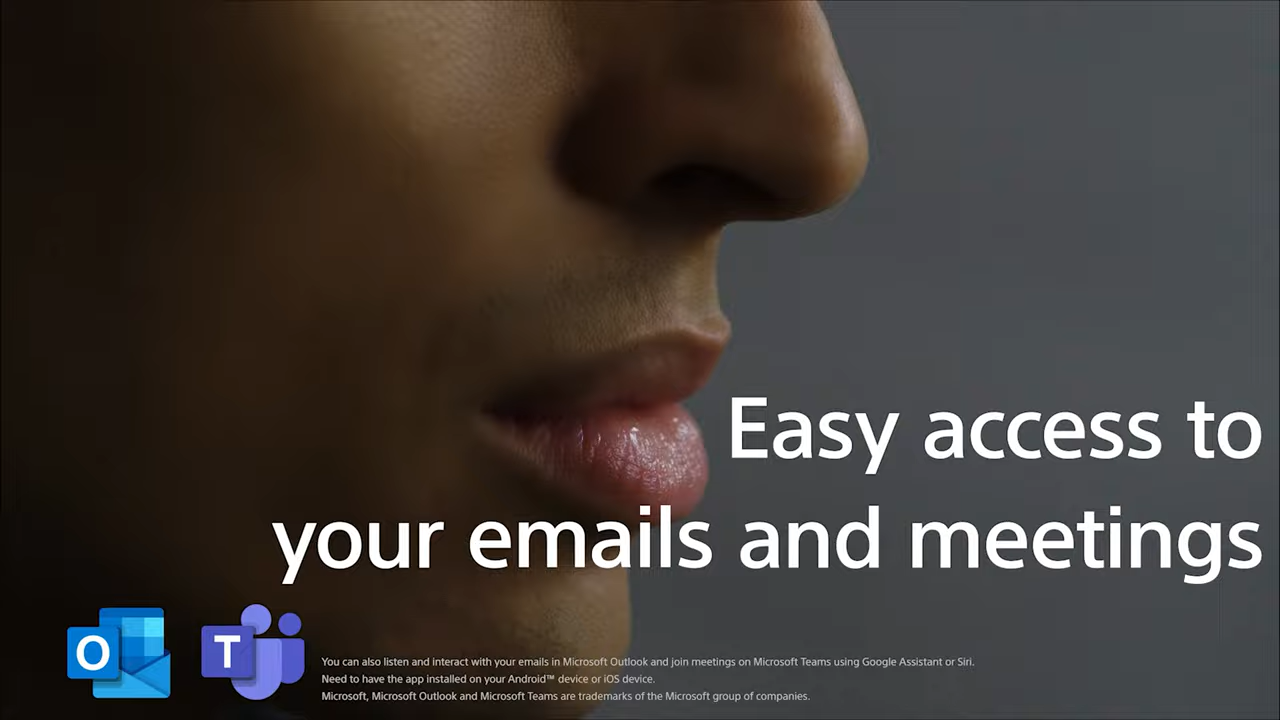 Easy access to
your emails and meetings
O
T
You can also listen and interact with your emails in Microsoft Outlook and join meetings on Microsoft Teams using Google Assistant or Siri.
Need to have the app installed on your Android™ device or iOS device.
Microsoft, Microsoft Outlook and Microsoft Teams are trademarks of the Microsoft group of companies.